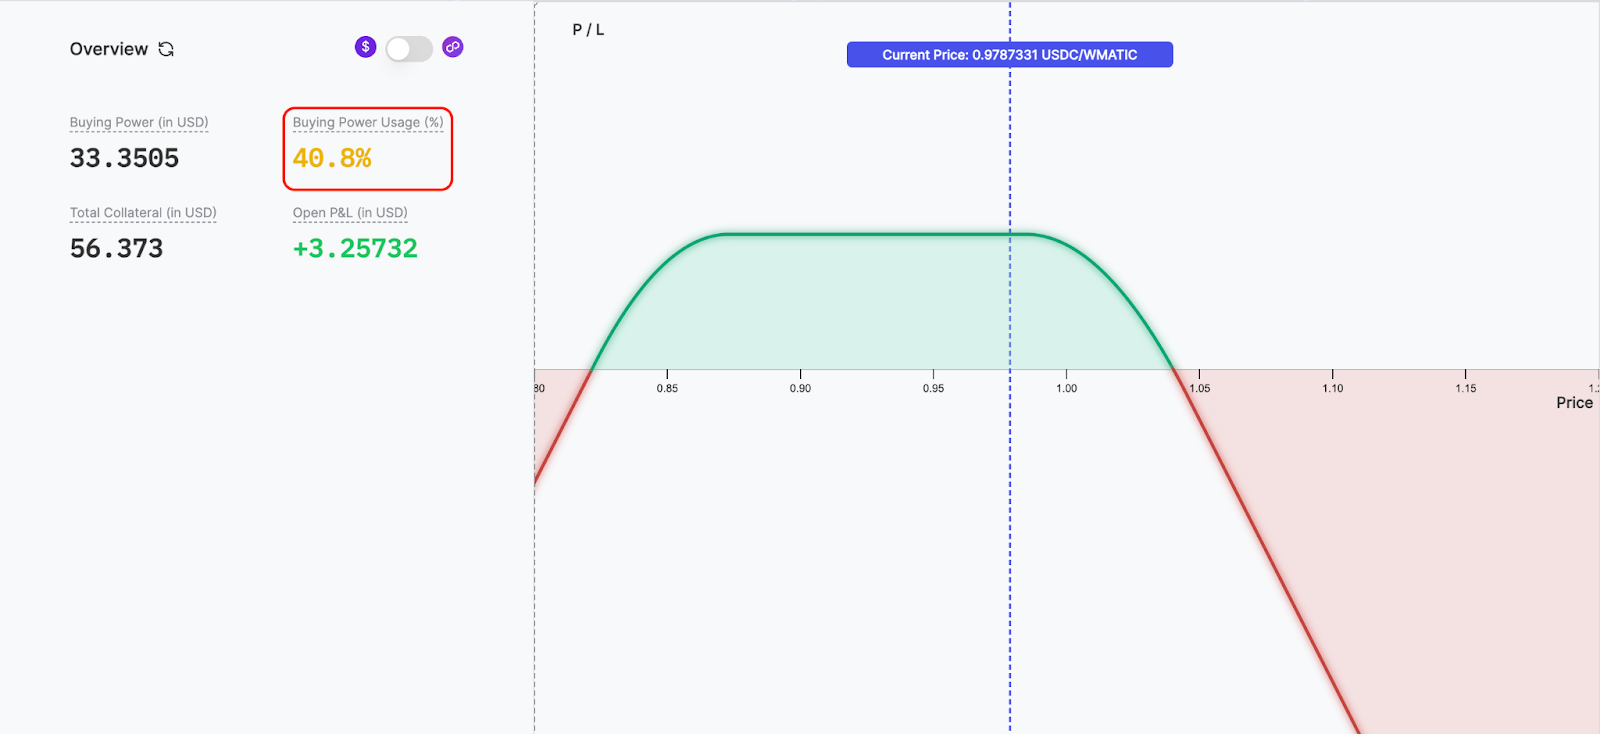 Overview
$
Buying Power (in USD)
33.3505
Buying Power Usage (%)
40.8%
Total Collateral (in USD)
56.373
Open P&L (in USD)
+3.25732
P / L
Current Price: 0.9787331 USDC/WMATIC
80 0.85 0.90 0.95 1.00 1.05 1.10 1.15
Price